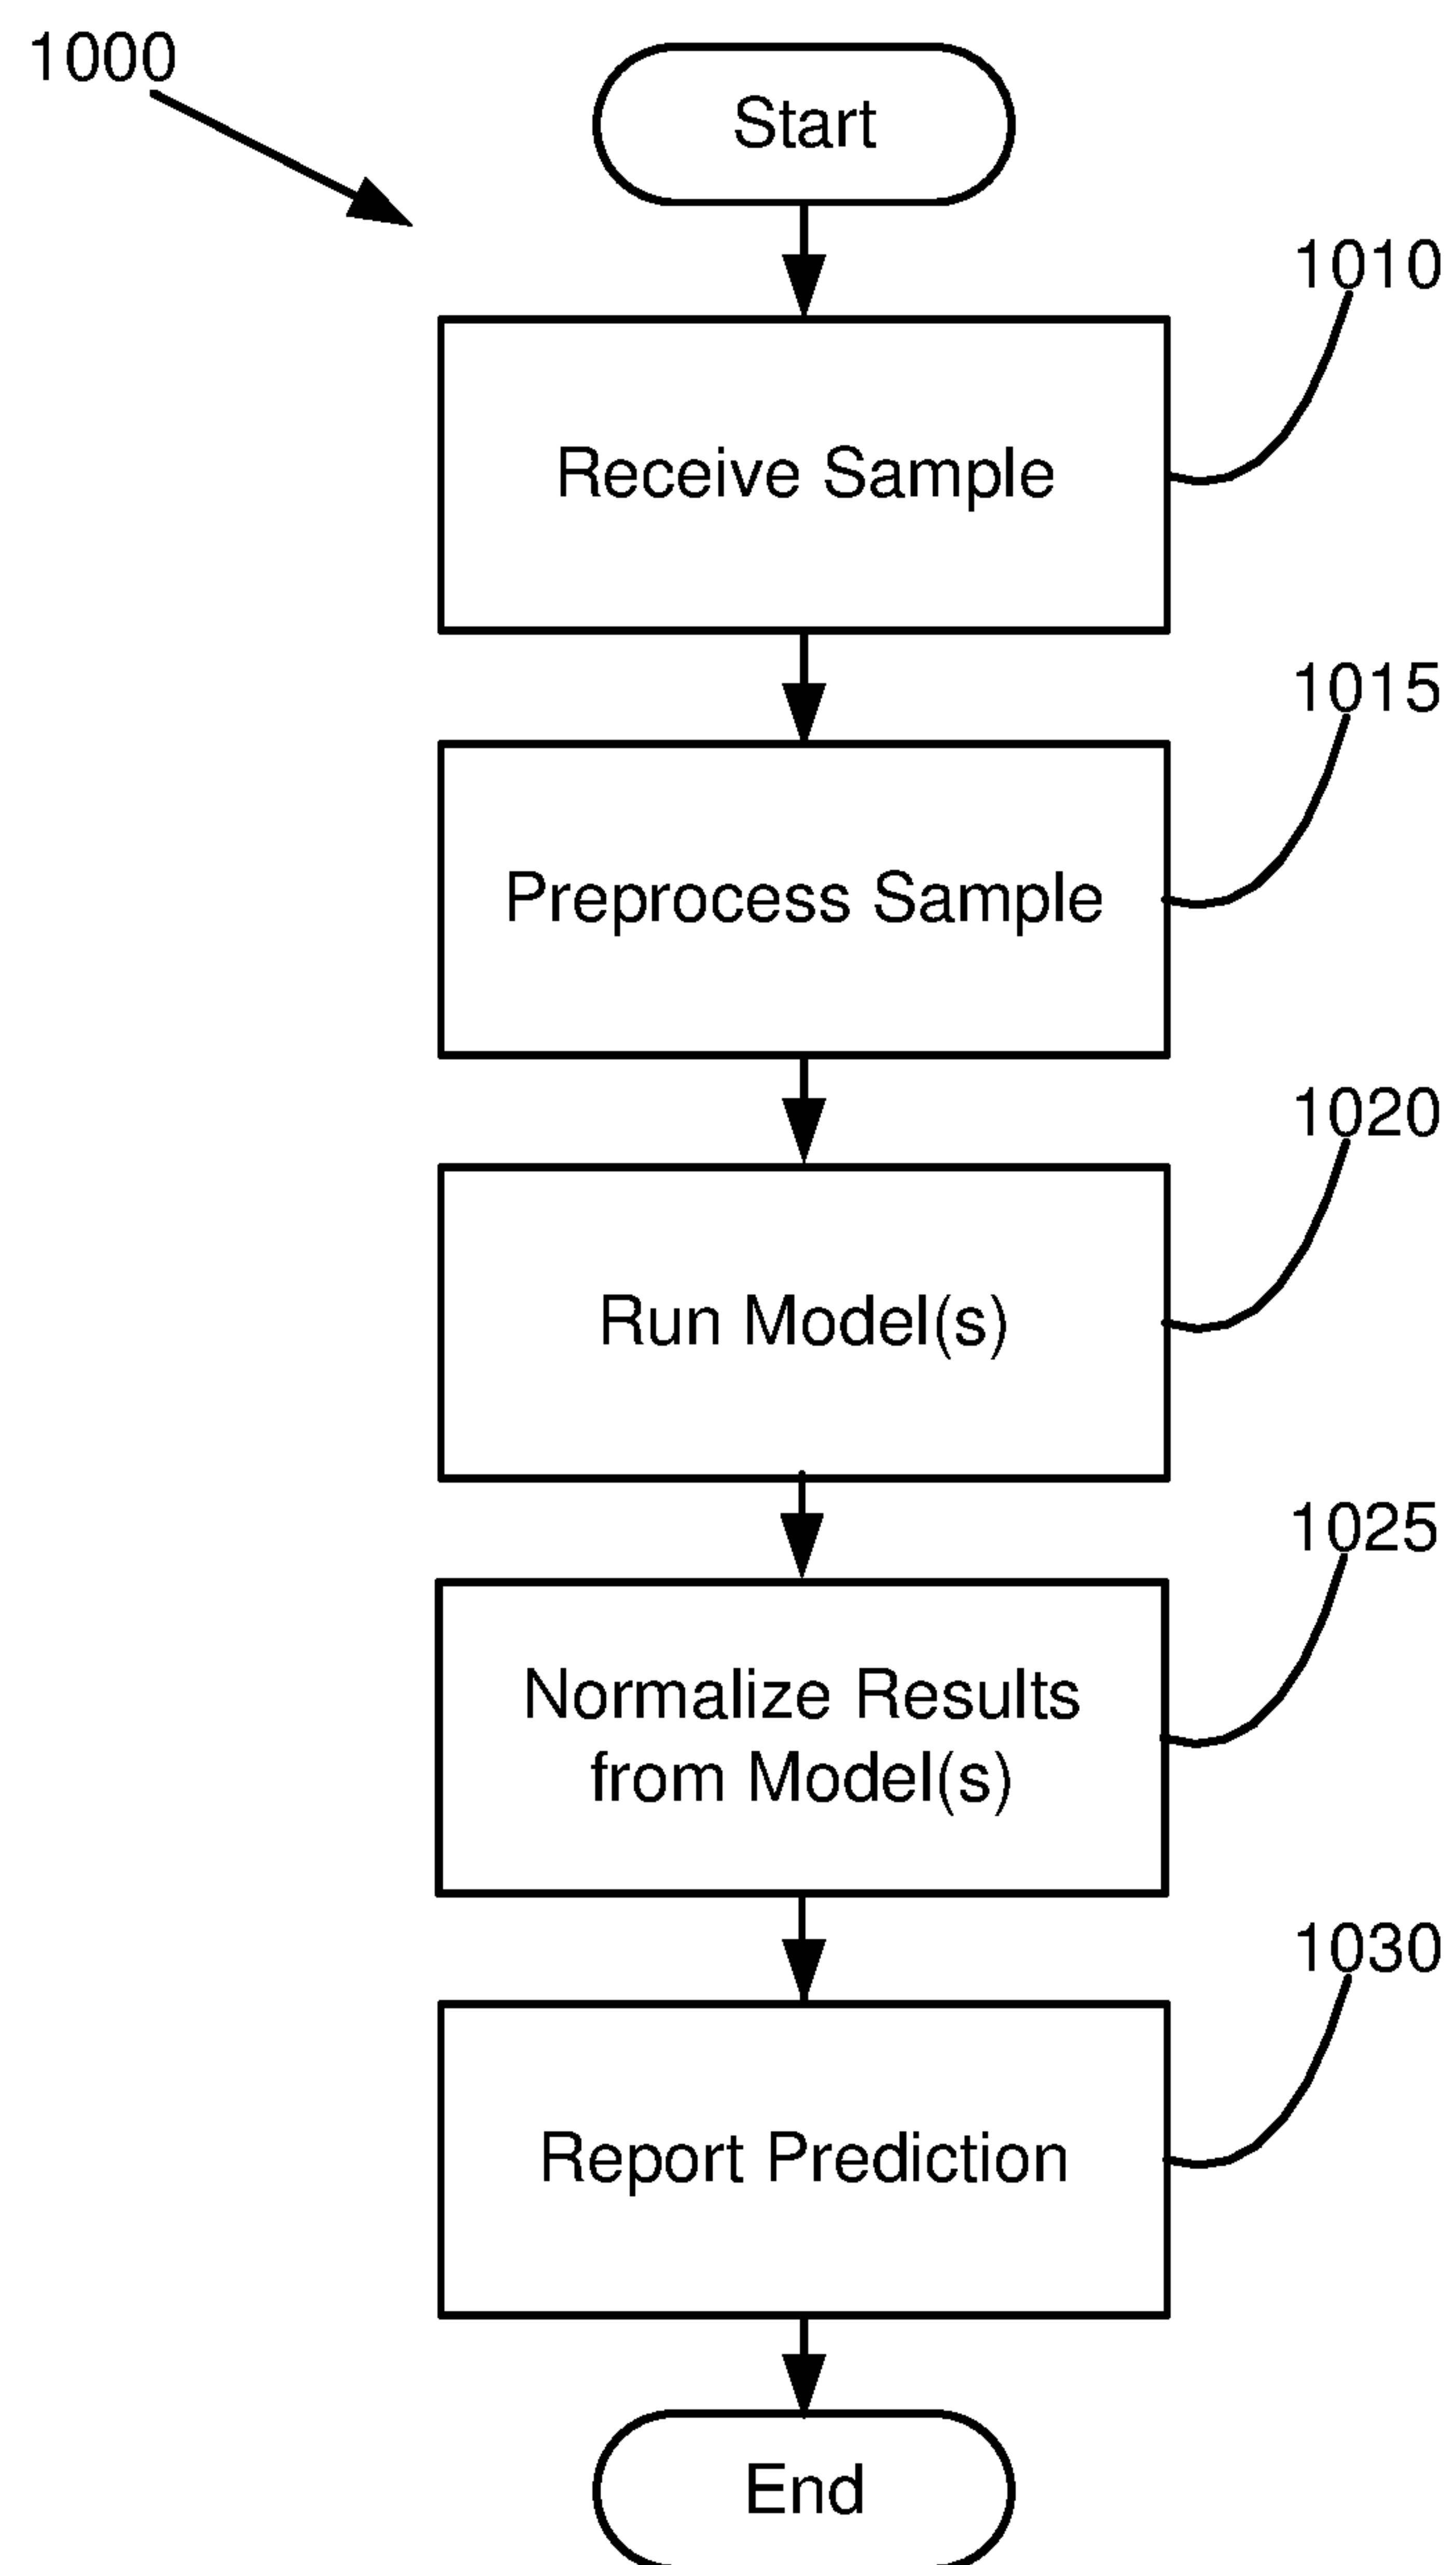 1000
Start
1010
Receive Sample
1015
Preprocess Sample
1020
Run Model(s)
1025
Normalize Results
from Model(s)
1030
Report Prediction
End